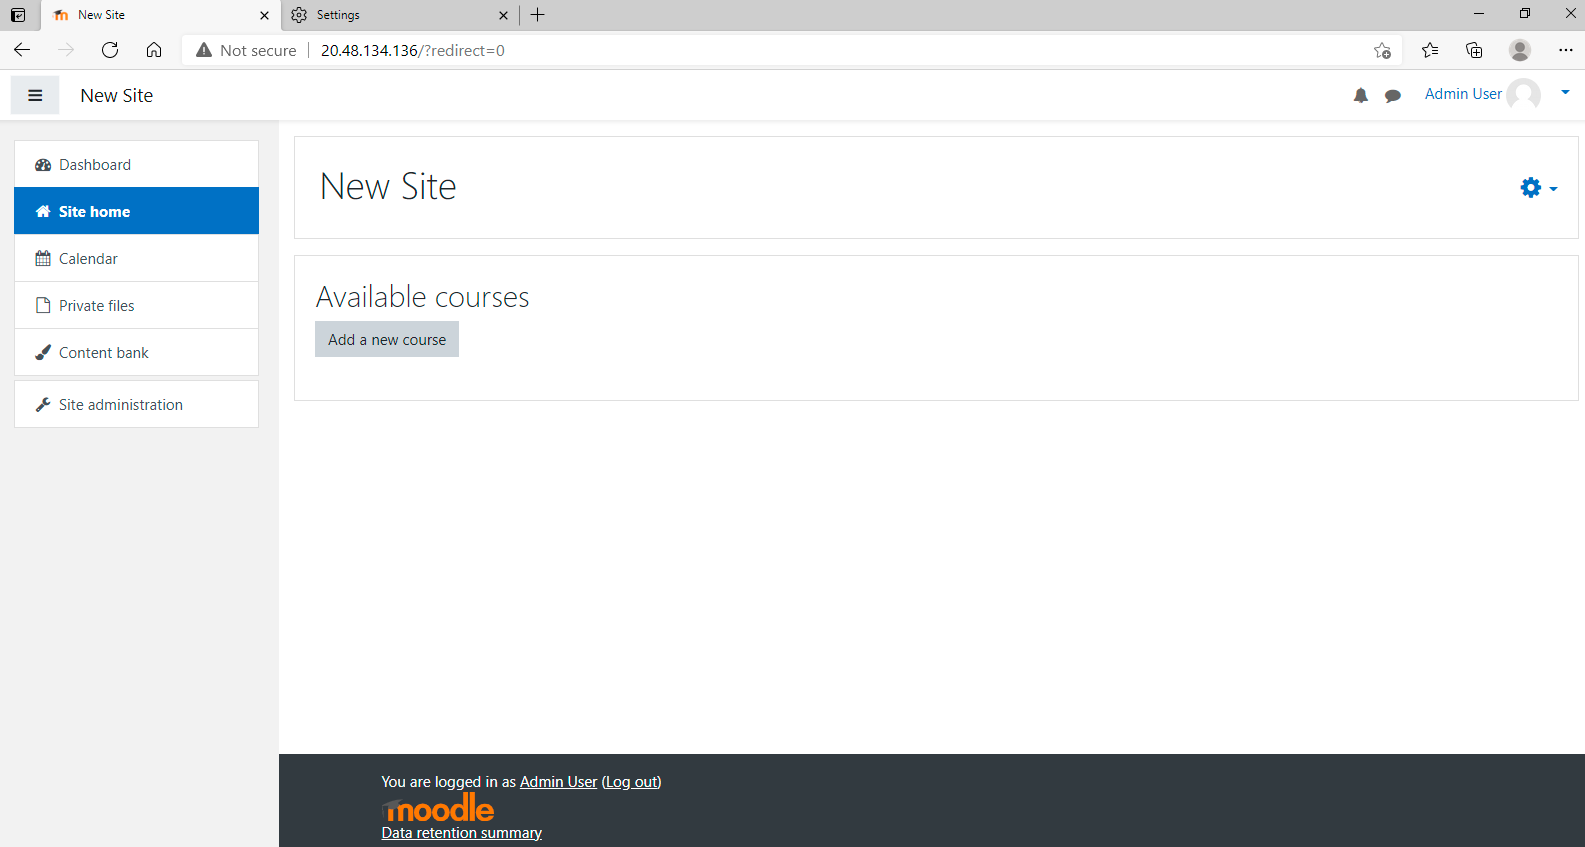 New Site
Settings
Not secure
20.48.134.136/?redirect=0
New Site
Admin User
Dashboard
Site home
Calendar
Private files
Content bank
Site administration
New Site
Available courses
Add a new course
You are logged in as Admin User (Log out)
moodle
Data retention summary